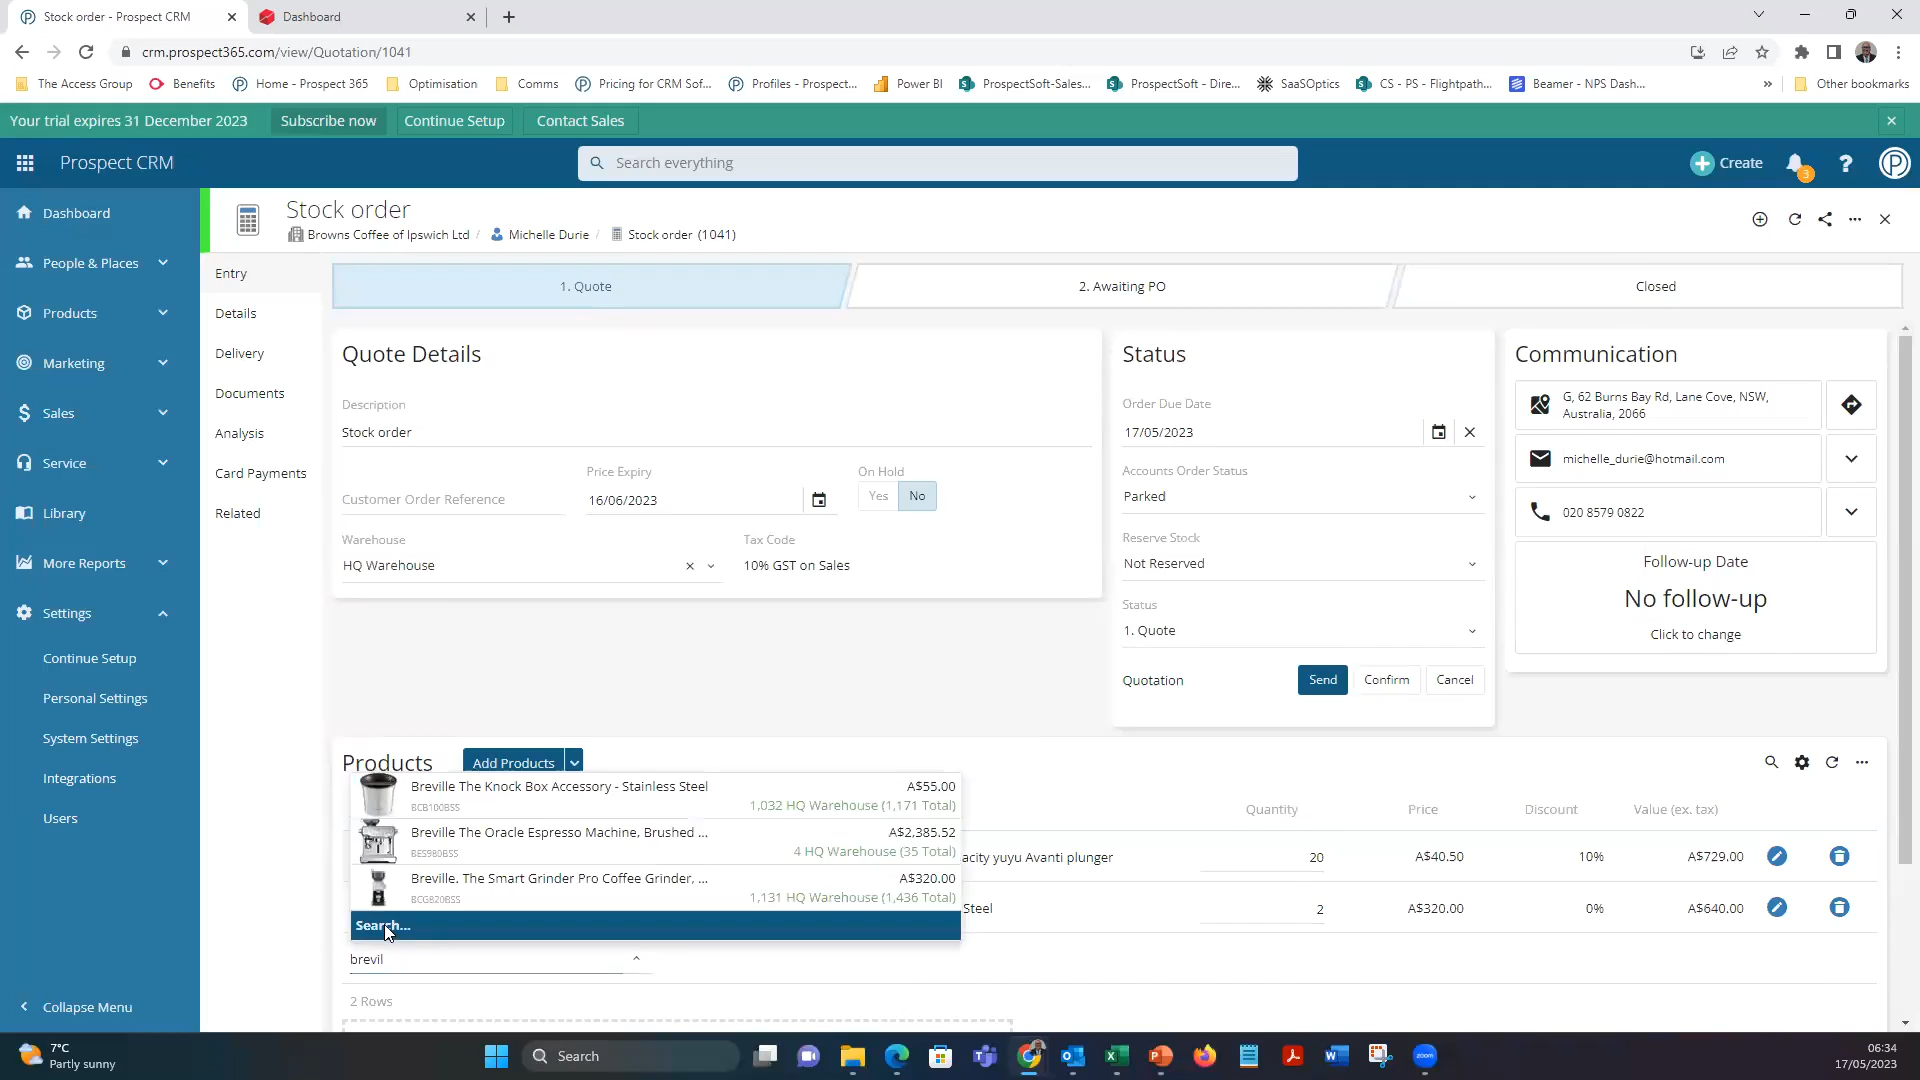 Stock order - Prospect CRM
Dashboard
crm.prospect365.com/view/Quotation/1041
The Access Group
Benefits
Home - Prospect 365
Optimisation
Comms
Pricing for CRM Sof...
Profiles - Prospect...
Power BI
ProspectSoft-Sales...
ProspectSoft - Dire...
SaaSOptics
CS - PS - Flightpath...
Beamer - NPS Dash...
»
Other bookmarks
Your trial expires 31 December 2023
Subscribe now
Continue Setup
Contact Sales
Prospect CRM
Search everything
Create
3
?
Dashboard
People & Places
Products
Marketing
Sales
Service
Library
More Reports
Settings
Continue Setup
Personal Settings
System Settings
Integrations
Users
Collapse Menu
Stock order
Browns Coffee of Ipswich Ltd / Michelle Durie / Stock order (1041)
Entry
Details
Delivery
Documents
Analysis
Card Payments
Related
1. Quote
2. Awaiting PO
Closed
Quote Details
Description
Stock order
Customer Order Reference
Price Expiry
16/06/2023
On Hold
Yes
No
Warehouse
HQ Warehouse
Tax Code
10% GST on Sales
Status
Order Due Date
17/05/2023
Accounts Order Status
Parked
Reserve Stock
Not Reserved
Status
1. Quote
Quotation
Send
Confirm
Cancel
Communication
G, 62 Burns Bay Rd, Lane Cove, NSW,
Australia, 2066
michelle_durie@hotmail.com
020 8579 0822
Follow-up Date
No follow-up
Click to change
Products
Add Products
Quantity
Price
Discount
Value (ex. tax)
Breville The Knock Box Accessory - Stainless Steel
A$55.00
BCB100BSS
1,032 HQ Warehouse (1,171 Total)
Breville The Oracle Espresso Machine, Brushed ...
A$2,385.52
BES980BSS
4 HQ Warehouse (35 Total)
Breville. The Smart Grinder Pro Coffee Grinder, ...
A$320.00
BCG820BSS
1,131 HQ Warehouse (1,436 Total)
Search...
acity yuyu Avanti plunger
20
A$40.50
10%
A$729.00
Steel
2
A$320.00
0%
A$640.00
brevil
2 Rows
7°C
Partly sunny
Search
zoom
06:34
17/05/2023